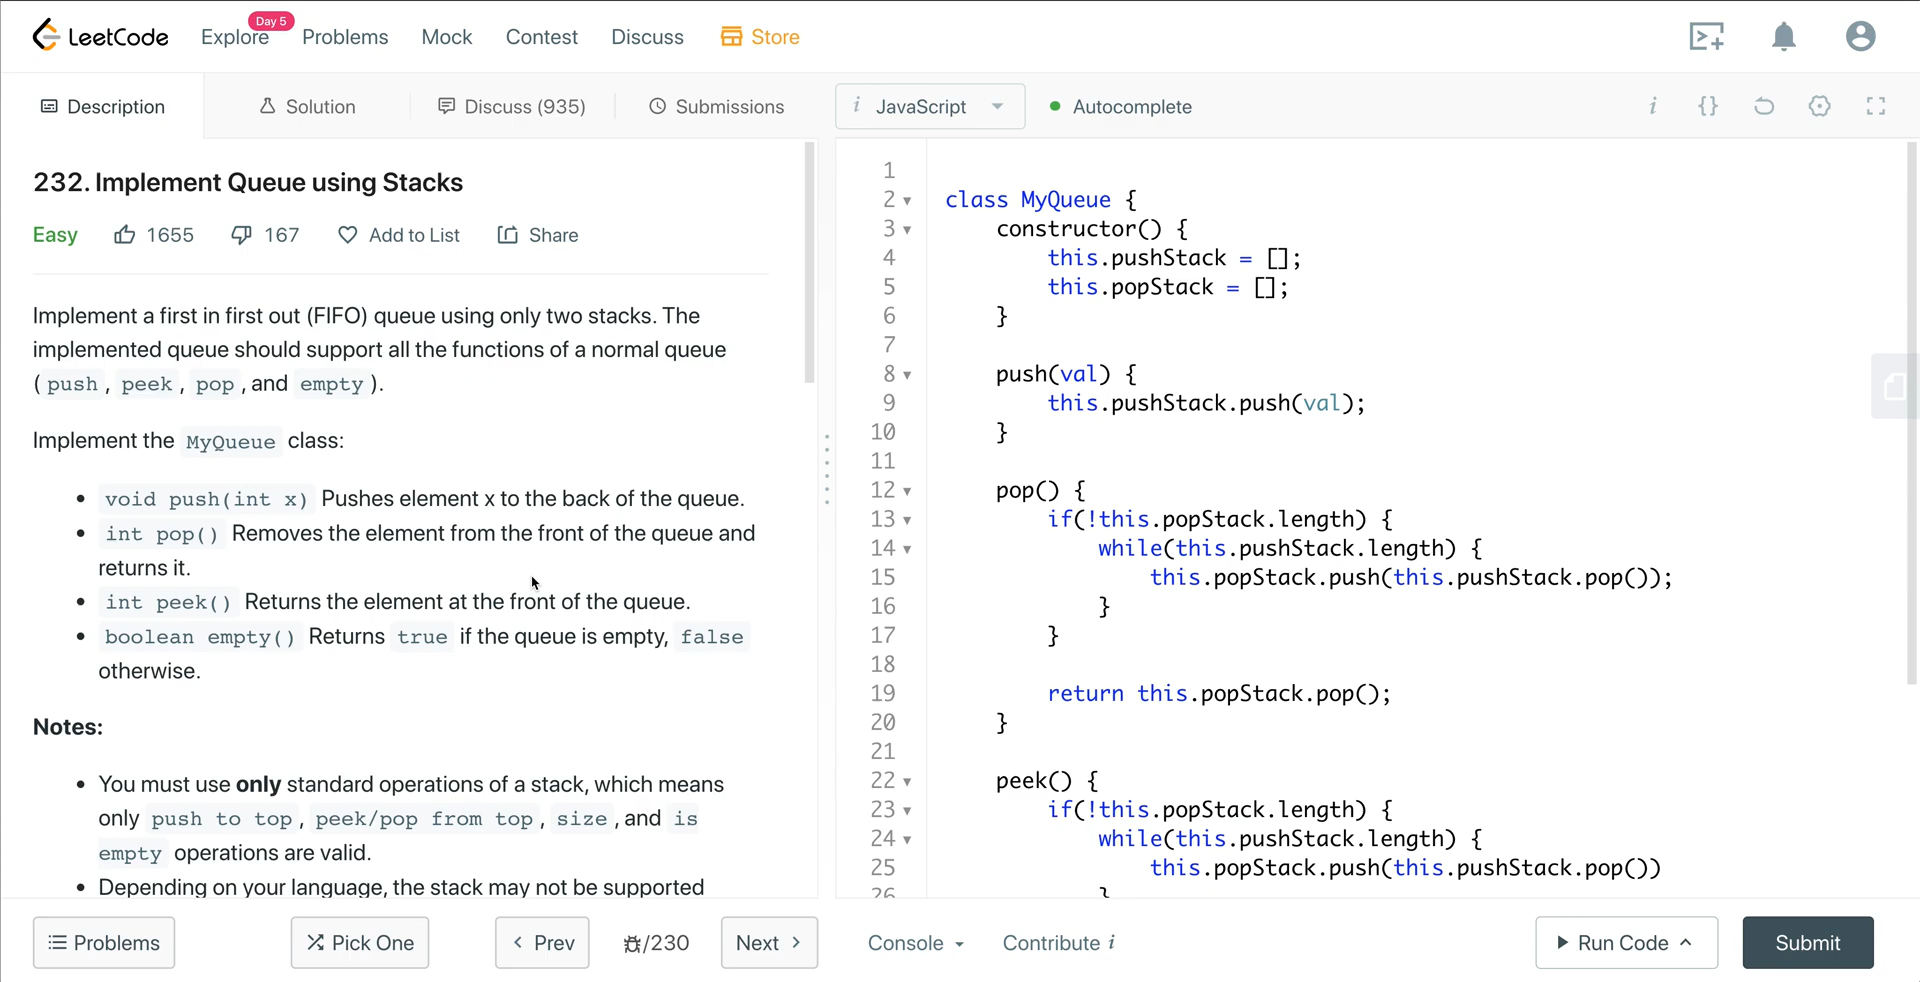 LeetCode
Explore
Day 5
Problems
Mock
Contest
Discuss
Store
Description
Solution
Discuss (935)
Submissions
i JavaScript
Autocomplete
i {}
232. Implement Queue using Stacks
Easy
1655
167
Add to List
Share
Implement a first in first out (FIFO) queue using only two stacks. The
implemented queue should support all the functions of a normal queue
( push , peek , pop , and empty ).
Implement the MyQueue class:
• void push(int x) Pushes element x to the back of the queue.
• int pop() Removes the element from the front of the queue and
returns it.
• int peek() Returns the element at the front of the queue.
• boolean empty() Returns true if the queue is empty, false
otherwise.
Notes:
• You must use only standard operations of a stack, which means
only push to top , peek/pop from top , size , and is
empty operations are valid.
• Depending on your language, the stack may not be supported
1
2 class MyQueue {
3     constructor() {
4         this.pushStack = [];
5         this.popStack = [];
6     }
7
8     push(val) {
9         this.pushStack.push(val);
10     }
11
12     pop() {
13         if(!this.popStack.length) {
14             while(this.pushStack.length) {
15                 this.popStack.push(this.pushStack.pop());
16             }
17         }
18
19         return this.popStack.pop();
20     }
21
22     peek() {
23         if(!this.popStack.length) {
24             while(this.pushStack.length) {
25                 this.popStack.push(this.pushStack.pop())
26             }
Problems
Pick One
Prev
/230
Next
Console
Contribute i
Run Code
Submit